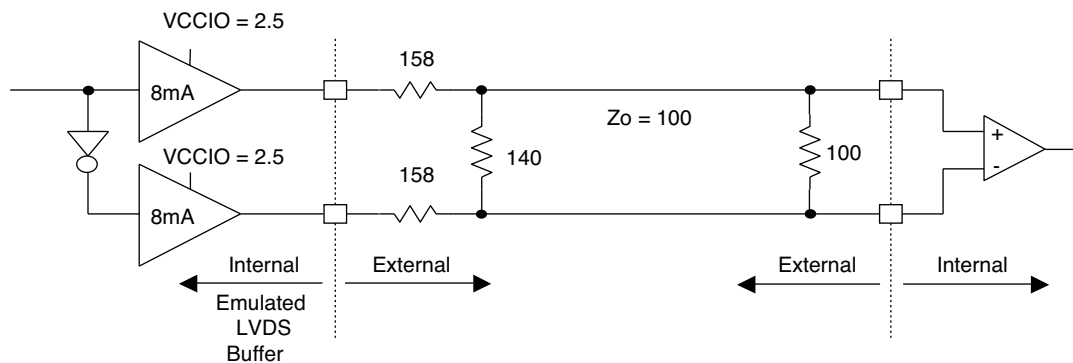 VCCIO = 2.5
158
8mA
Zo = 100
+
-
VCCIO = 2.5
140
100
158
8mA
Internal
External
External
Internal
Emulated
LVDS
Buffer